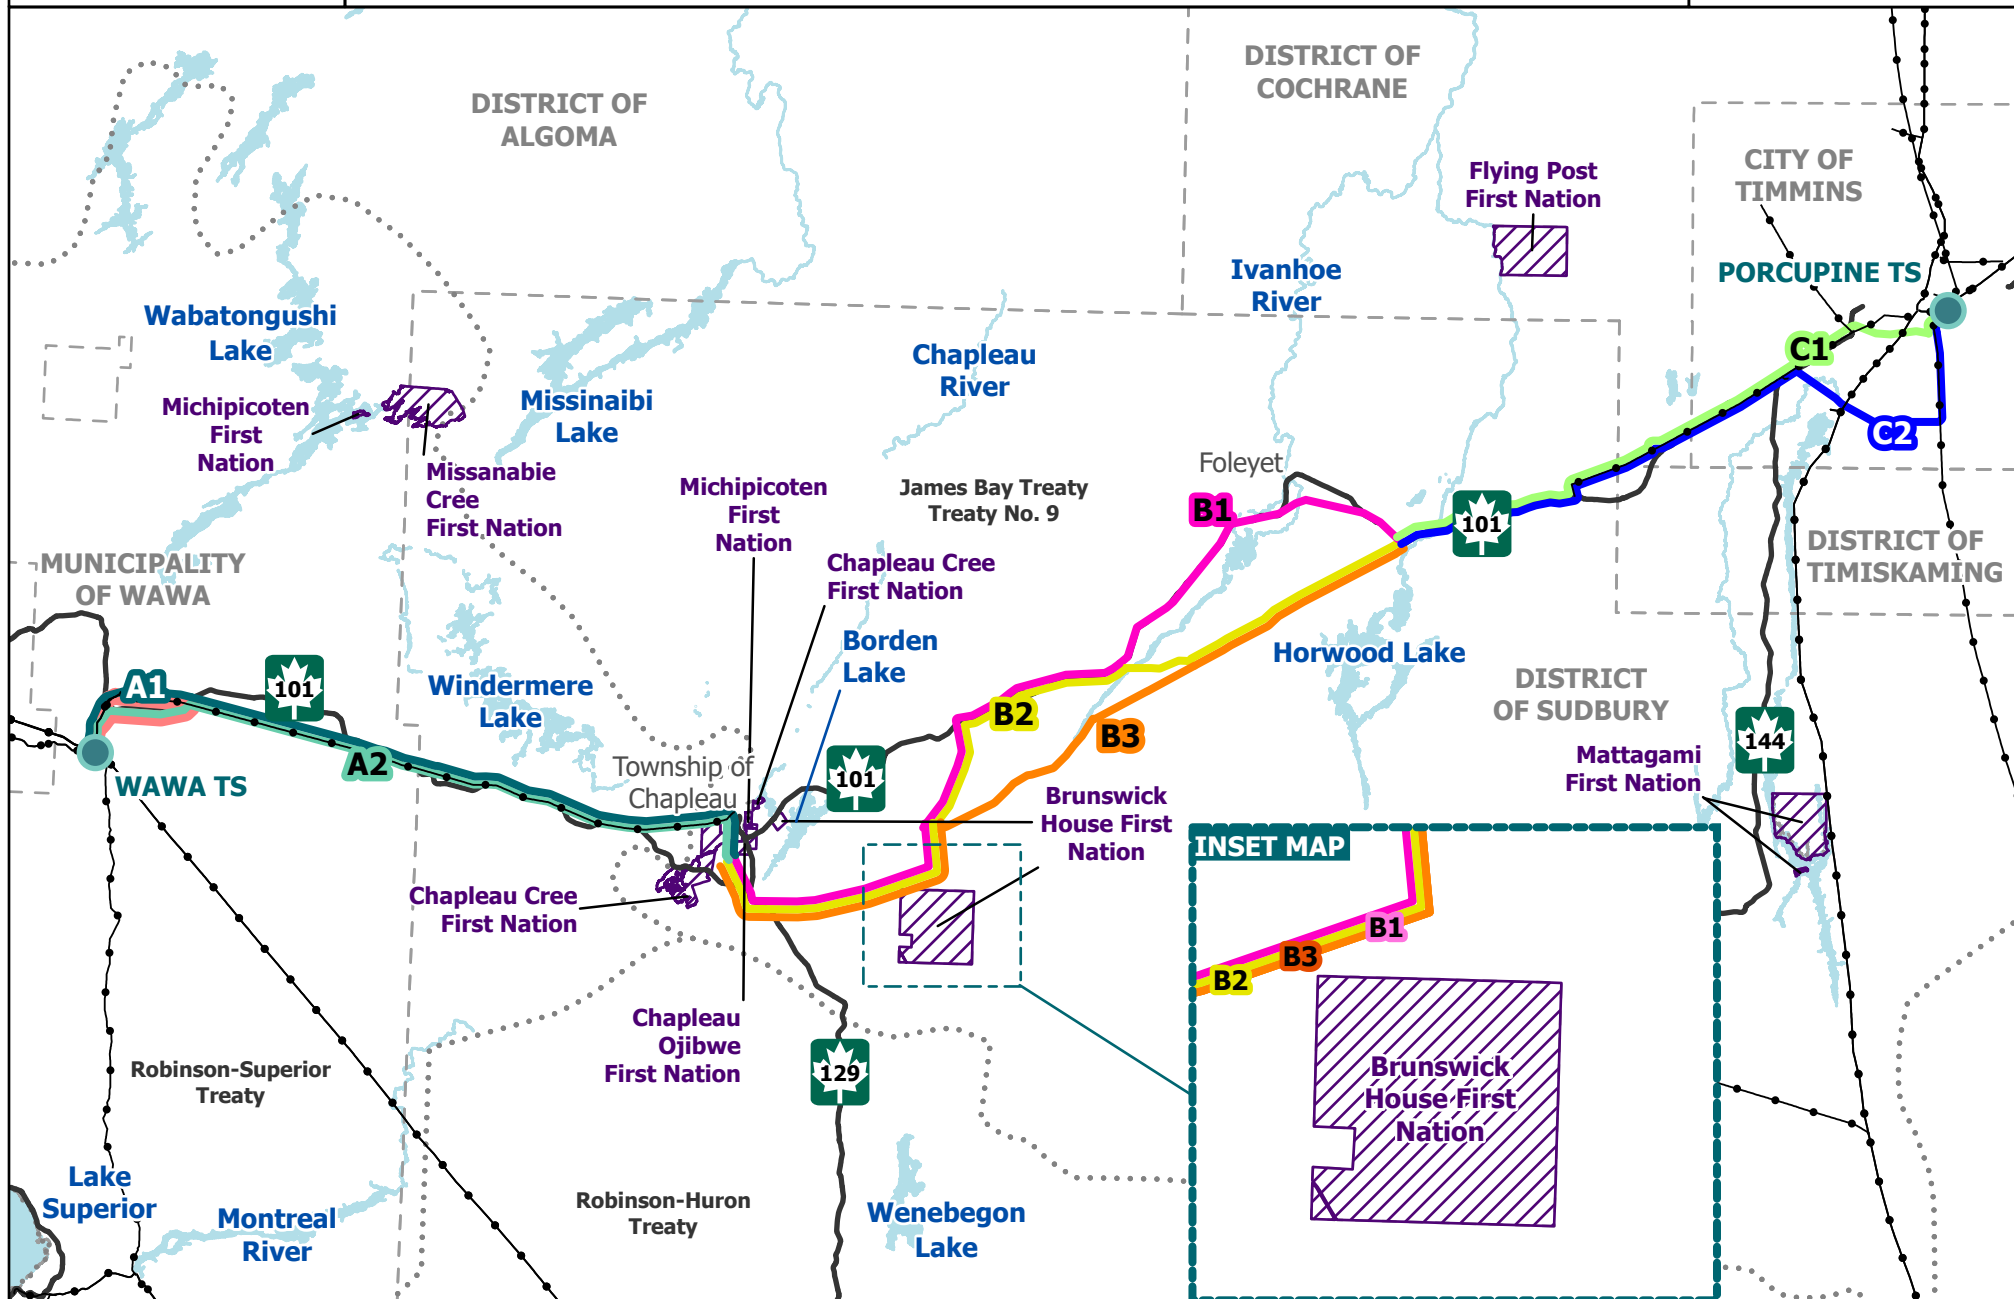 DISTRICT OF
ALGOMA
DISTRICT OF
COCHRANE
CITY OF
TIMMINS
Flying Post
First Nation
PORCUPINE TS
Ivanhoe
River
Wabatongushi
Lake
Chapleau
River
C1
Missinaibi
Lake
Michipicoten
First
Nation
C2
Missanabie
Cree
First Nation
Foleyet
Michipicoten
First
Nation
James Bay Treaty
Treaty No. 9
B1
101
DISTRICT OF
TIMISKAMING
MUNICIPALITY
OF WAWA
Chapleau Cree
First Nation
Borden
Lake
Horwood Lake
A1
101
Windermere
Lake
B2
B3
DISTRICT
OF SUDBURY
144
A2
WAWA TS
Township of
Chapleau
101
Mattagami
First Nation
Brunswick
House First
Nation
INSET MAP
Chapleau Cree
First Nation
B1
B3
B2
Chapleau
Ojibwe
First Nation
129
Robinson-Superior
Treaty
Brunswick
House First
Nation
Lake
Superior
Montreal
River
Robinson-Huron
Treaty
Wenebegon
Lake